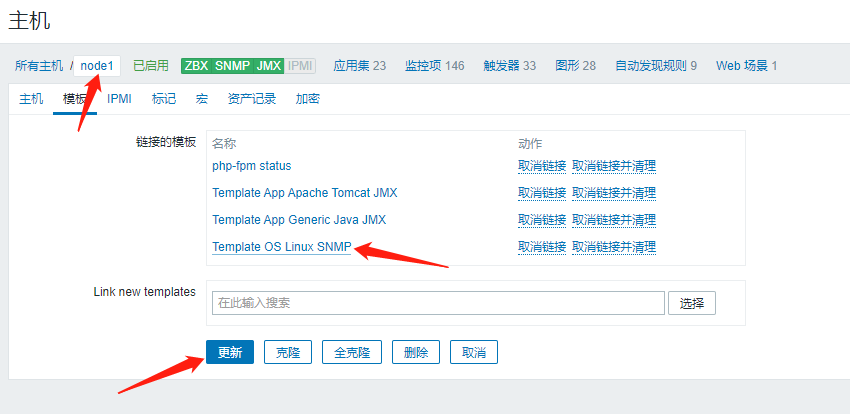 主机
所有主机 / node1 已启用 ZBX SNMP JMX IPMI 应用集 23 监控项 146 触发器 33 图形 28 自动发现规则 9 Web 场景 1
主机 模板 IPMI 标记 宏 资产记录 加密
链接的模板 名称 动作
php-fpm status 取消链接 取消链接并清理
Template App Apache Tomcat JMX 取消链接 取消链接并清理
Template App Generic Java JMX 取消链接 取消链接并清理
Template OS Linux SNMP 取消链接 取消链接并清理
Link new templates 在此输入搜索 选择
更新 克隆 全克隆 删除 取消